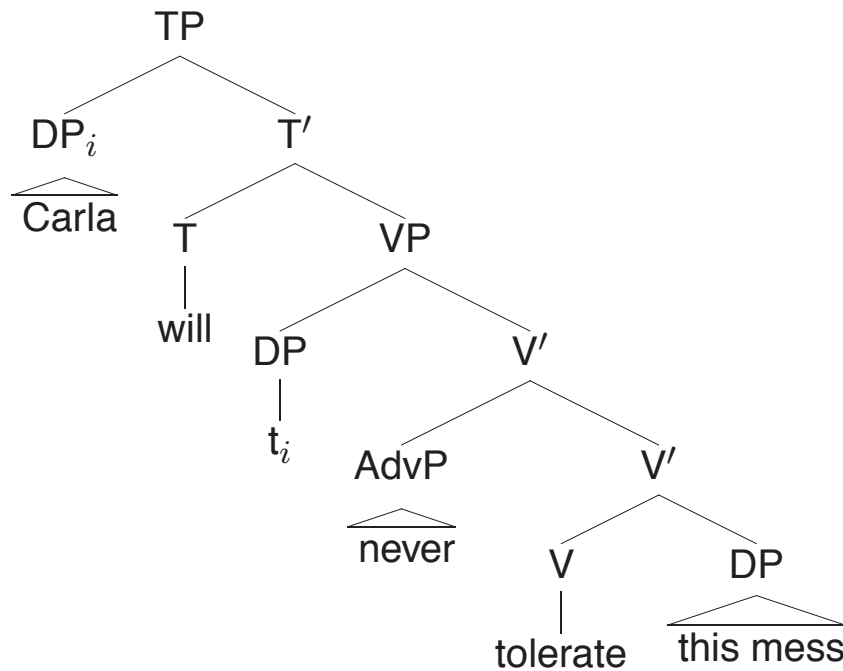 TP
DPᵢ T′
Carla
T VP
will
DP V′
tᵢ
AdvP V′
never
V DP
tolerate this mess